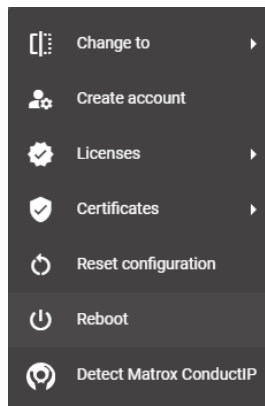 Change to
Create account
Licenses
Certificates
Reset configuration
Reboot
Detect Matrox ConductIP